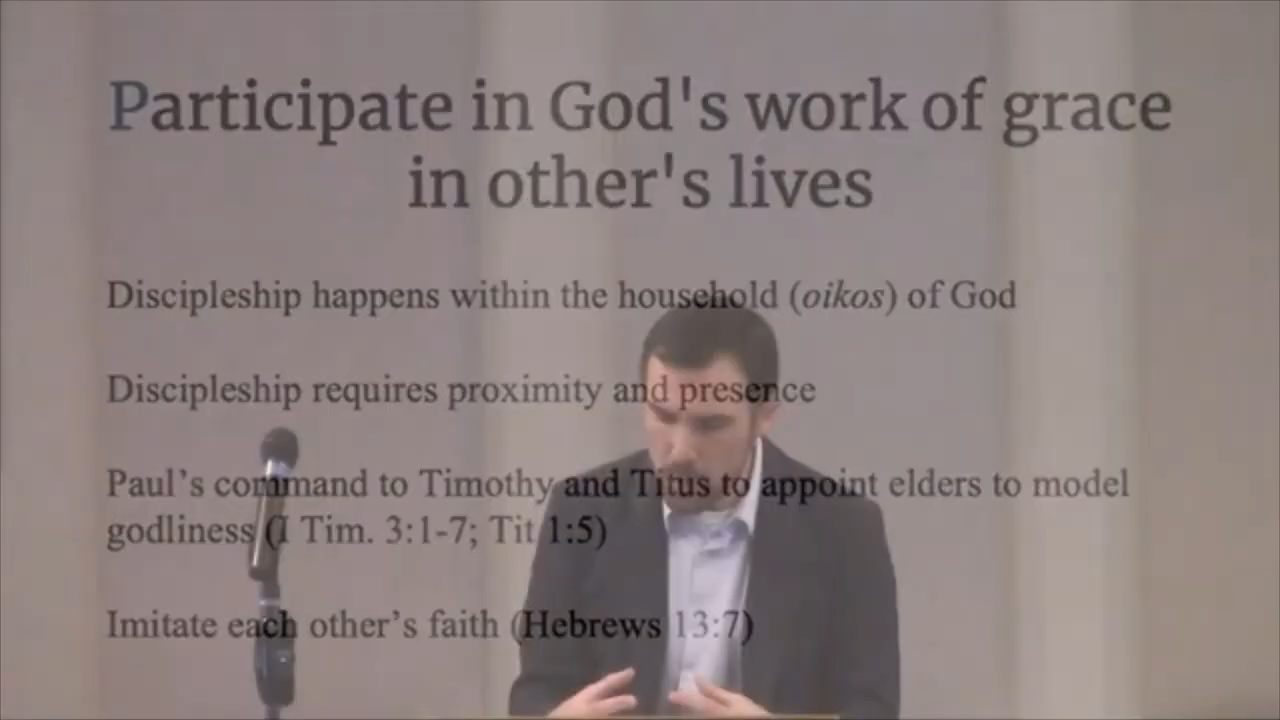 Participate in God's work of grace
in other's lives
Discipleship happens within the household (oikos) of God
Discipleship requires proximity and presence
Paul’s command to Timothy and Titus to appoint elders to model
godliness (I Tim. 3:1-7; Tit 1:5)
Imitate each other’s faith (Hebrews 13:7)